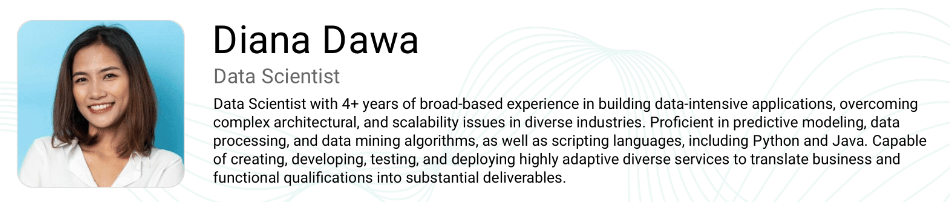 Diana Dawa
Data Scientist
Data Scientist with 4+ years of broad-based experience in building data-intensive applications, overcoming
complex architectural, and scalability issues in diverse industries. Proficient in predictive modeling, data
processing, and data mining algorithms, as well as scripting languages, including Python and Java. Capable
of creating, developing, testing, and deploying highly adaptive diverse services to translate business and
functional qualifications into substantial deliverables.